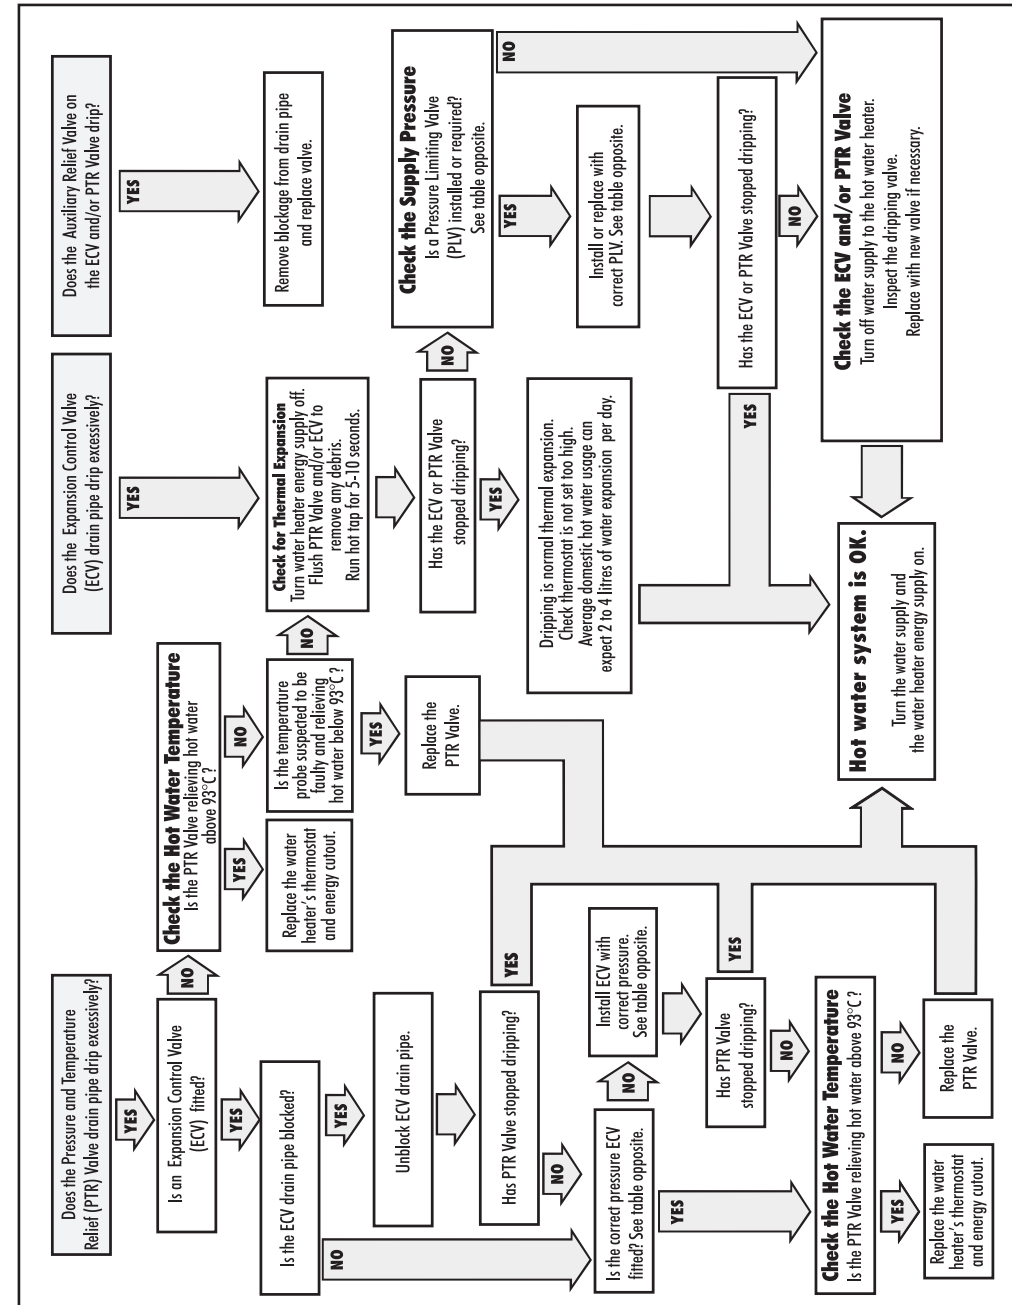 Does the Pressure and Temperature
Relief (PTR) Valve drain pipe drip excessively?
YES
Is an Expansion Control Valve
(ECV) fitted?
NO
YES
Is the ECV drain pipe blocked?
NO
YES
Unblock ECV drain pipe.
Has PTR Valve stopped dripping?
YES
NO
Is the correct pressure ECV
fitted? See table opposite.
NO
YES
Install ECV with
correct pressure.
See table opposite.
Has PTR Valve
stopped dripping?
YES
NO
Check the Hot Water Temperature
Is the PTR Valve relieving hot water above 93°C ?
YES
NO
Replace the water
heater's thermostat
and energy cutout.
Replace the
PTR Valve.
Check the Hot Water Temperature
Is the PTR Valve relieving hot water
above 93°C ?
YES
NO
Replace the water
heater's thermostat
and energy cutout.
Is the temperature
probe suspected to be
faulty and relieving
hot water below 93°C ?
NO
YES
Replace the
PTR Valve.
Does the Expansion Control Valve
(ECV) drain pipe drip excessively?
YES
Check for Thermal Expansion
Turn water heater energy supply off.
Flush PTR Valve and/or ECV to
remove any debris.
Run hot tap for 5-10 seconds.
Has the ECV or PTR Valve
stopped dripping?
NO
YES
Dripping is normal thermal expansion.
Check thermostat is not set too high.
Average domestic hot water usage can
expect 2 to 4 litres of water expansion per day.
Does the Auxiliary Relief Valve on
the ECV and/or PTR Valve drip?
YES
Remove blockage from drain pipe
and replace valve.
Check the Supply Pressure
Is a Pressure Limiting Valve
(PLV) installed or required?
See table opposite.
NO
YES
Install or replace with
correct PLV. See table opposite.
Has the ECV or PTR Valve stopped dripping?
YES
NO
Check the ECV and/or PTR Valve
Turn off water supply to the hot water heater.
Inspect the dripping valve.
Replace with new valve if necessary.
Hot water system is OK.
Turn the water supply and
the water heater energy supply on.